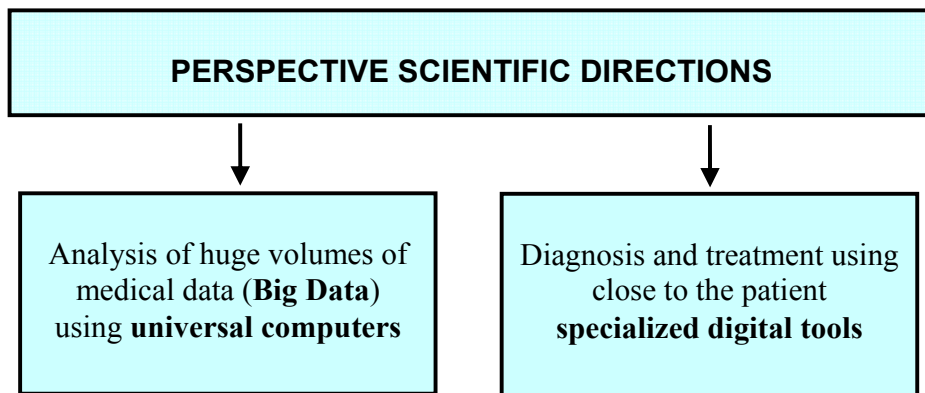 PERSPECTIVE SCIENTIFIC DIRECTIONS
Analysis of huge volumes of
medical data (Big Data)
using universal computers
Diagnosis and treatment using
close to the patient
specialized digital tools